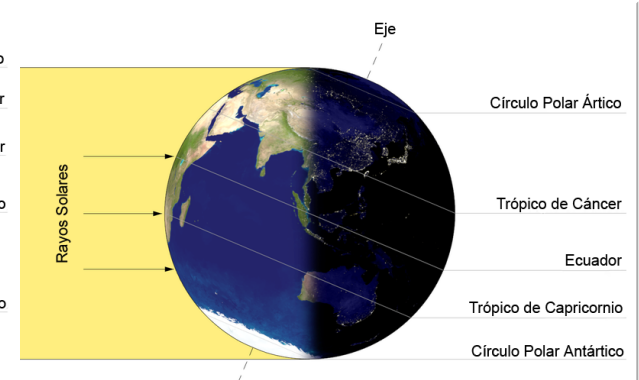 Eje
Círculo Polar Ártico
Trópico de Cáncer
Rayos Solares
Ecuador
Trópico de Capricornio
Círculo Polar Antártico